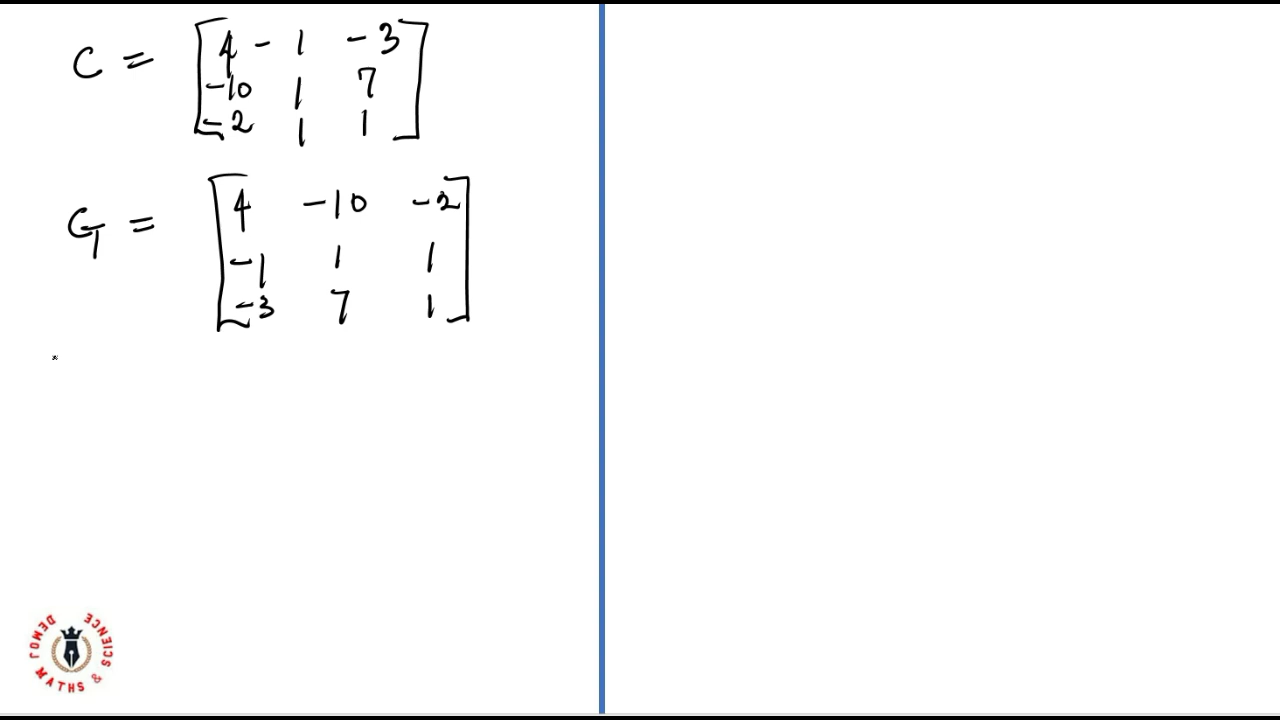 C = [4 -1 -3
-10 1 7
-2 1 1]
C_T = [4 -10 -2
-1 1 1
-3 7 1]
DEMOJ MATHS & SCIENCE